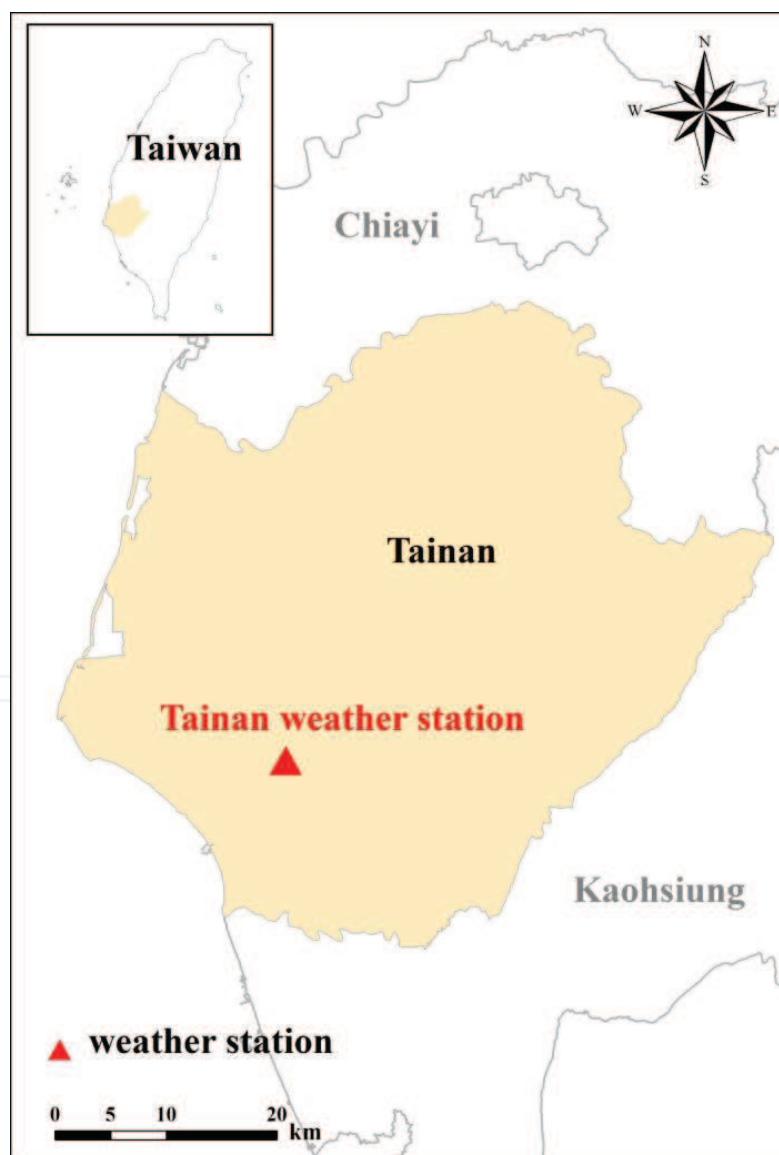 N
W E
S
Taiwan
Chiayi
Tainan
Tainan weather station
Kaohsiung
weather station
0 5 10 20
km